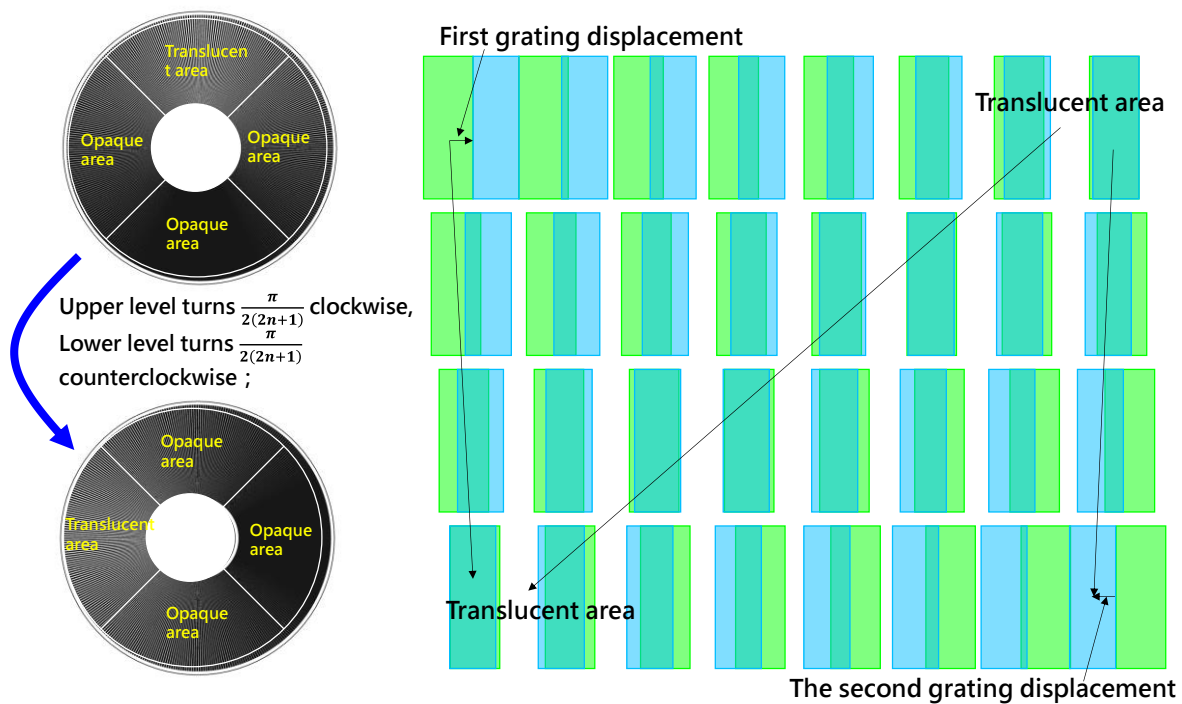 Translucen
t area
Opaque
area
Opaque
area
Opaque
area
Upper level turns π/2(2n+1) clockwise,
Lower level turns π/2(2n+1)
counterclockwise ;
Opaque
area
Translucent
area
Opaque
area
Opaque
area
First grating displacement
Translucent area
Translucent area
The second grating displacement